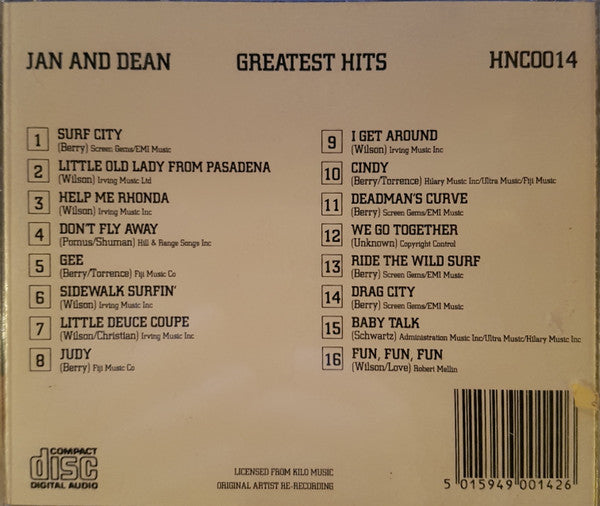 JAN AND DEAN GREATEST HITS HNC0014
1 SURF CITY
(Berry) Screen Gems/EMI Music
2 LITTLE OLD LADY FROM PASADENA
(Wilson) Irving Music Ltd
3 HELP ME RHONDA
(Wilson) Irving Music Inc
4 DON'T FLY AWAY
(Pomus/Shuman) Hill & Range Songs Inc
5 GEE
(Berry/Torrence) Fiji Music Co
6 SIDEWALK SURFIN'
(Wilson) Irving Music Inc
7 LITTLE DEUCE COUPE
(Wilson/Christian) Irving Music Inc
8 JUDY
(Berry) Fiji Music Co
9 I GET AROUND
(Wilson) Irving Music Inc
10 CINDY
(Berry/Torrence) Hilary Music Inc/Ultra Music/Fiji Music
11 DEADMAN'S CURVE
(Berry) Screen Gems/EMI Music
12 WE GO TOGETHER
(Unknown) Copyright Control
13 RIDE THE WILD SURF
(Berry) Screen Gems/EMI Music
14 DRAG CITY
(Berry) Screen Gems/EMI Music
15 BABY TALK
(Schwartz) Administration Music Inc/Ultra Music/Hilary Music Inc
16 FUN, FUN, FUN
(Wilson/Love) Robert Mellin
COMPACT
disc
DIGITAL AUDIO
LICENSED FROM KILO MUSIC
ORIGINAL ARTIST RE-RECORDING
5 015949 001426